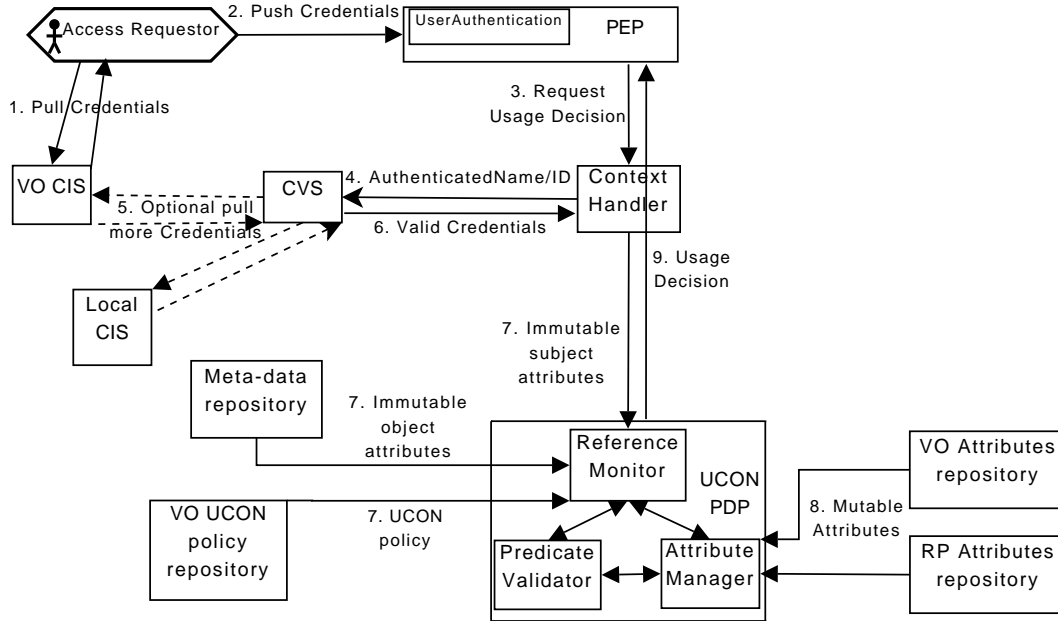 2. Push Credentials
UserAuthentication
Access Requestor
PEP
1. Pull Credentials
3. Request
Usage Decision
VO CIS
CVS
4. AuthenticatedName/ID
Context
Handler
5. Optional pull
more Credentials
6. Valid Credentials
9. Usage
Decision
Local
CIS
7. Immutable
subject
attributes
Meta-data
repository
7. Immutable
object
attributes
Reference
Monitor
UCON
PDP
VO Attributes
repository
8. Mutable
Attributes
VO UCON
policy
repository
7. UCON
policy
Predicate
Validator
Attribute
Manager
RP Attributes
repository